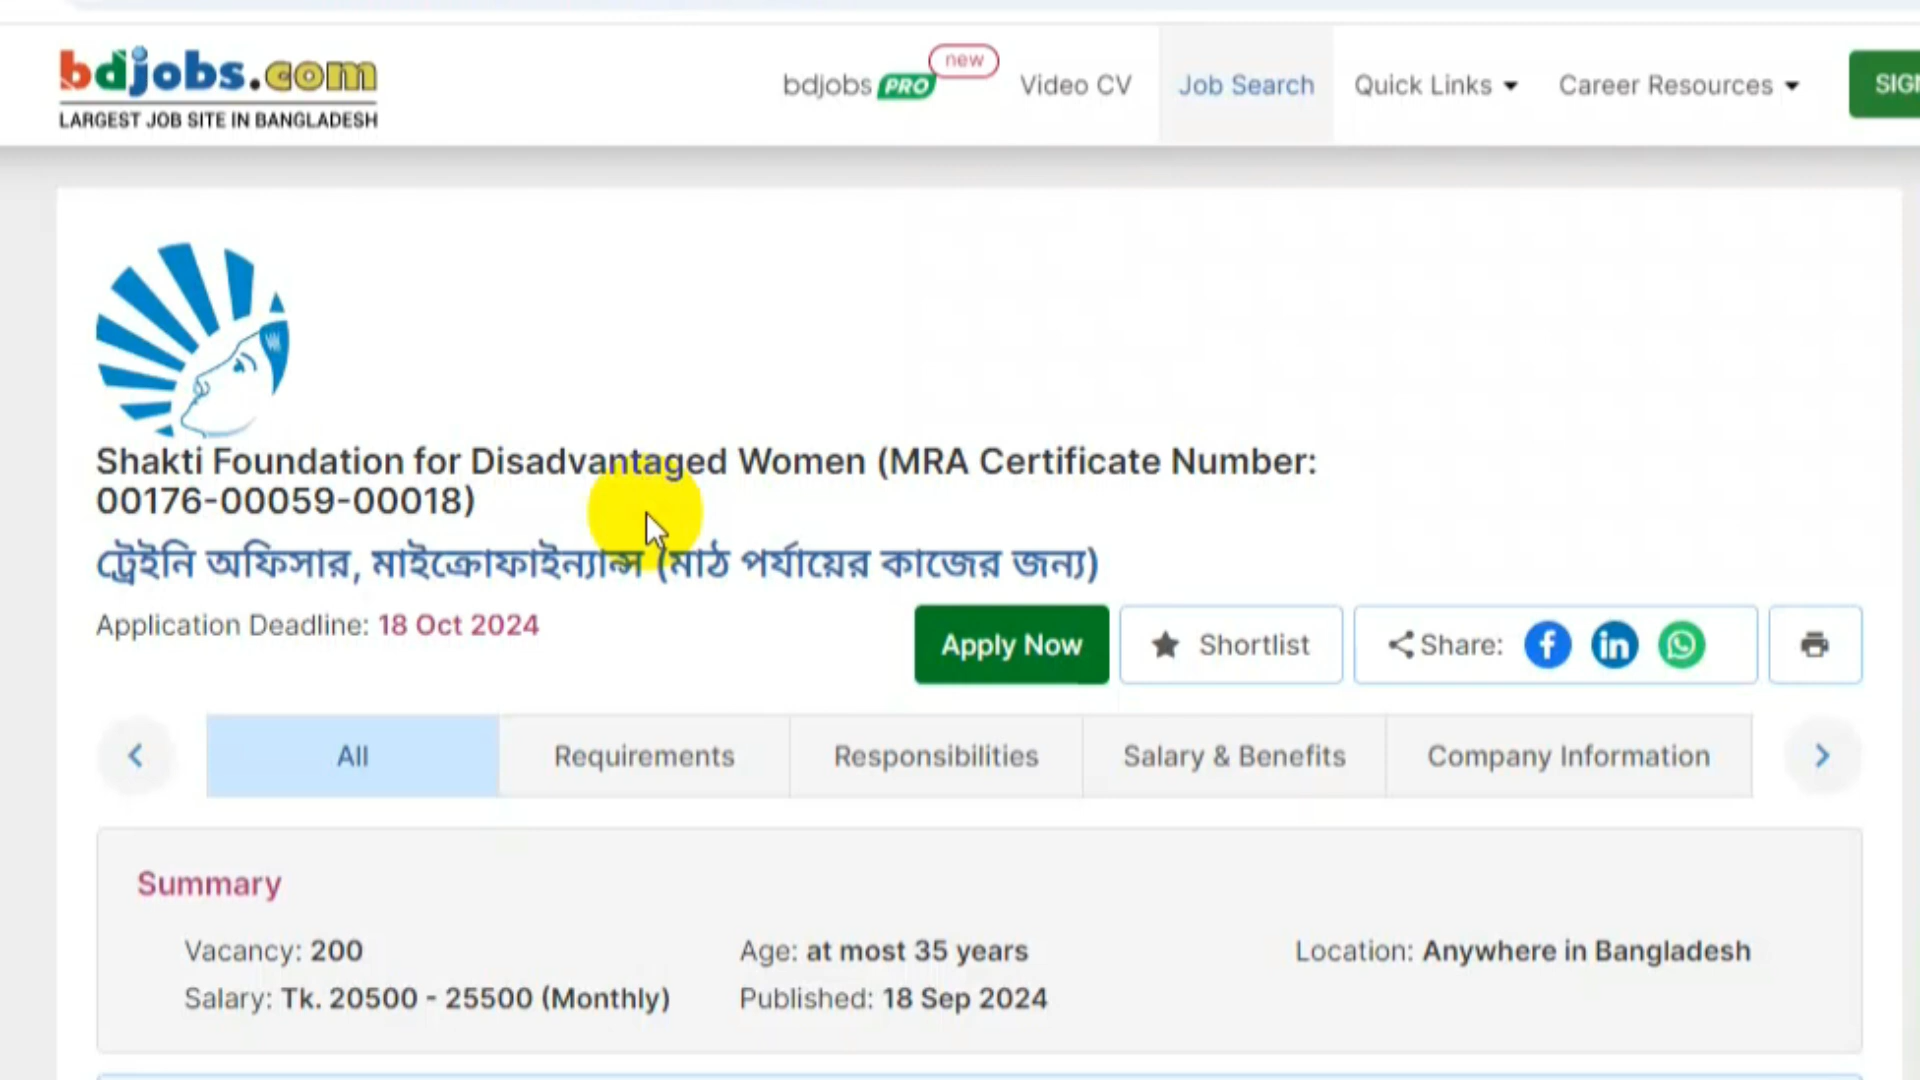 bdjobs.com
LARGEST JOB SITE IN BANGLADESH
bdjobs PRO new Video CV Job Search Quick Links Career Resources
Shakti Foundation for Disadvantaged Women (MRA Certificate Number:
00176-00059-00018)
ট্রেইনি অফিসার, মাইক্রোফাইন্যান্স (মাঠ পর্যায়ের কাজের জন্য)
Application Deadline: 18 Oct 2024
Apply Now Shortlist Share:
All Requirements Responsibilities Salary & Benefits Company Information
Summary
Vacancy: 200 Age: at most 35 years Location: Anywhere in Bangladesh
Salary: Tk. 20500 - 25500 (Monthly) Published: 18 Sep 2024